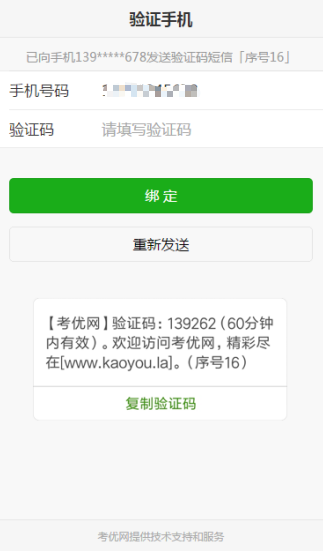 验证手机
已向手机139*****678发送验证码短信「序号16」
手机号码
验证码 请填写验证码
绑 定
重新发送
【考优网】验证码：139262（60分钟
内有效）。欢迎访问考优网，精彩尽
在[www.kaoyou.la]。（序号16）
复制验证码
考优网提供技术支持和服务